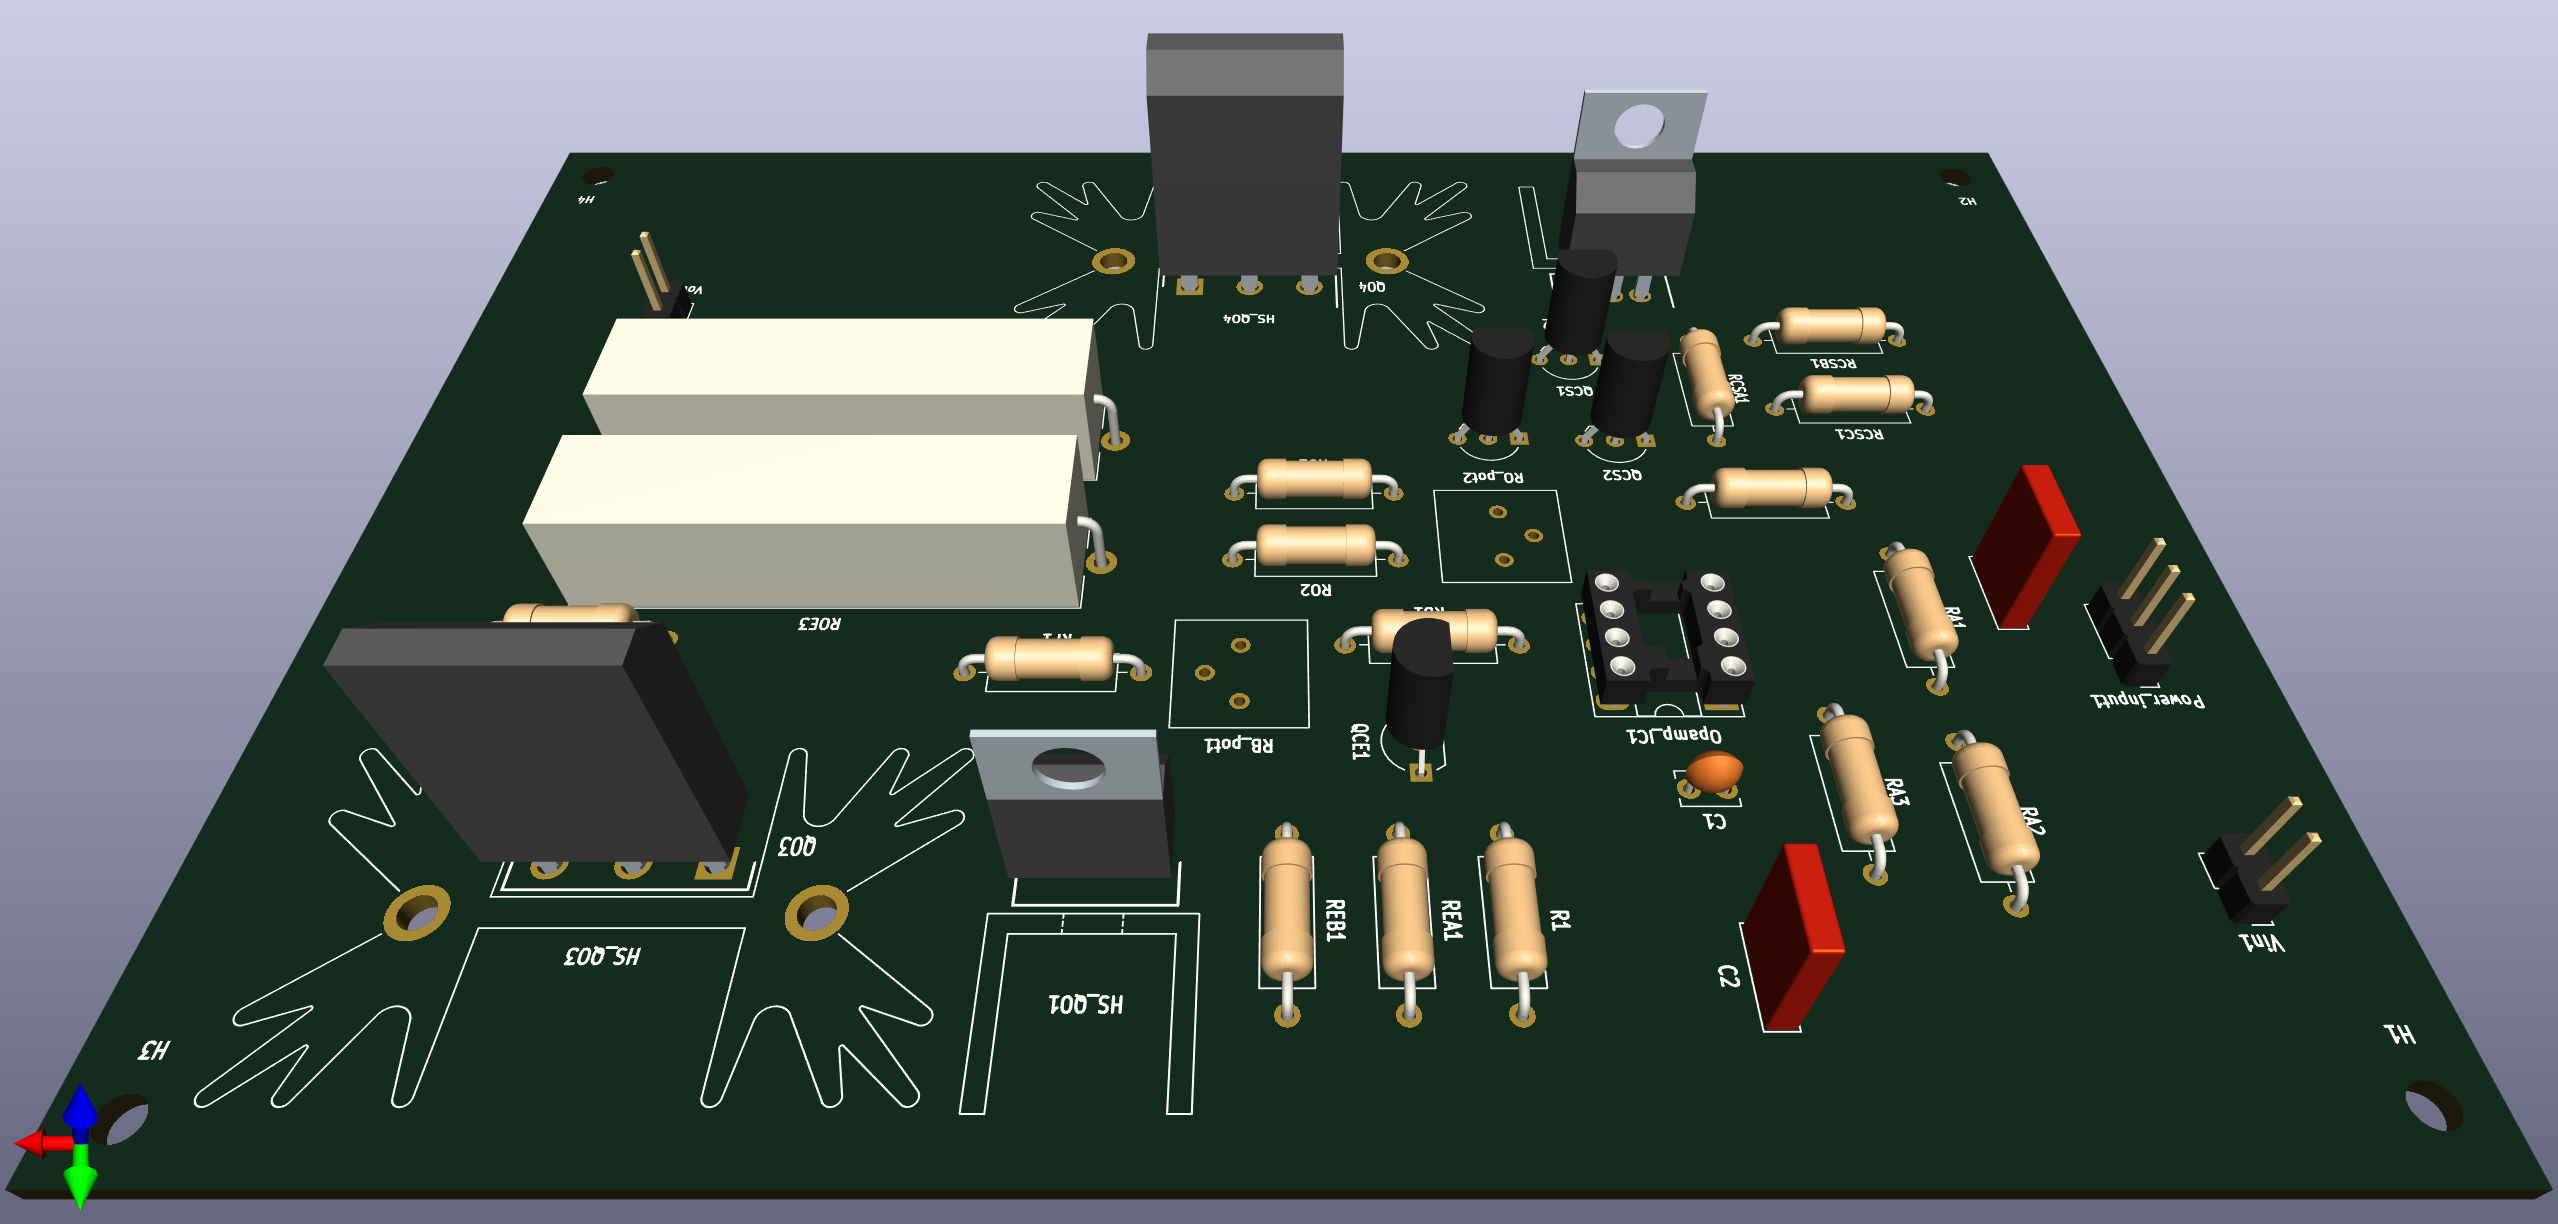 H4
H2
Q04
HS_Q04
RCSB1
QCS1
RCSA1
RCSC1
QCS2
RO_pot2
RO2
ROE3
RA1
Power_input1
RB_pot1
QCE1
Opamp_IC1
RA3
C1
RA2
Q03
REB1
REA1
R1
Vin1
HS_Q03
C2
HS_Q01
H1
H3